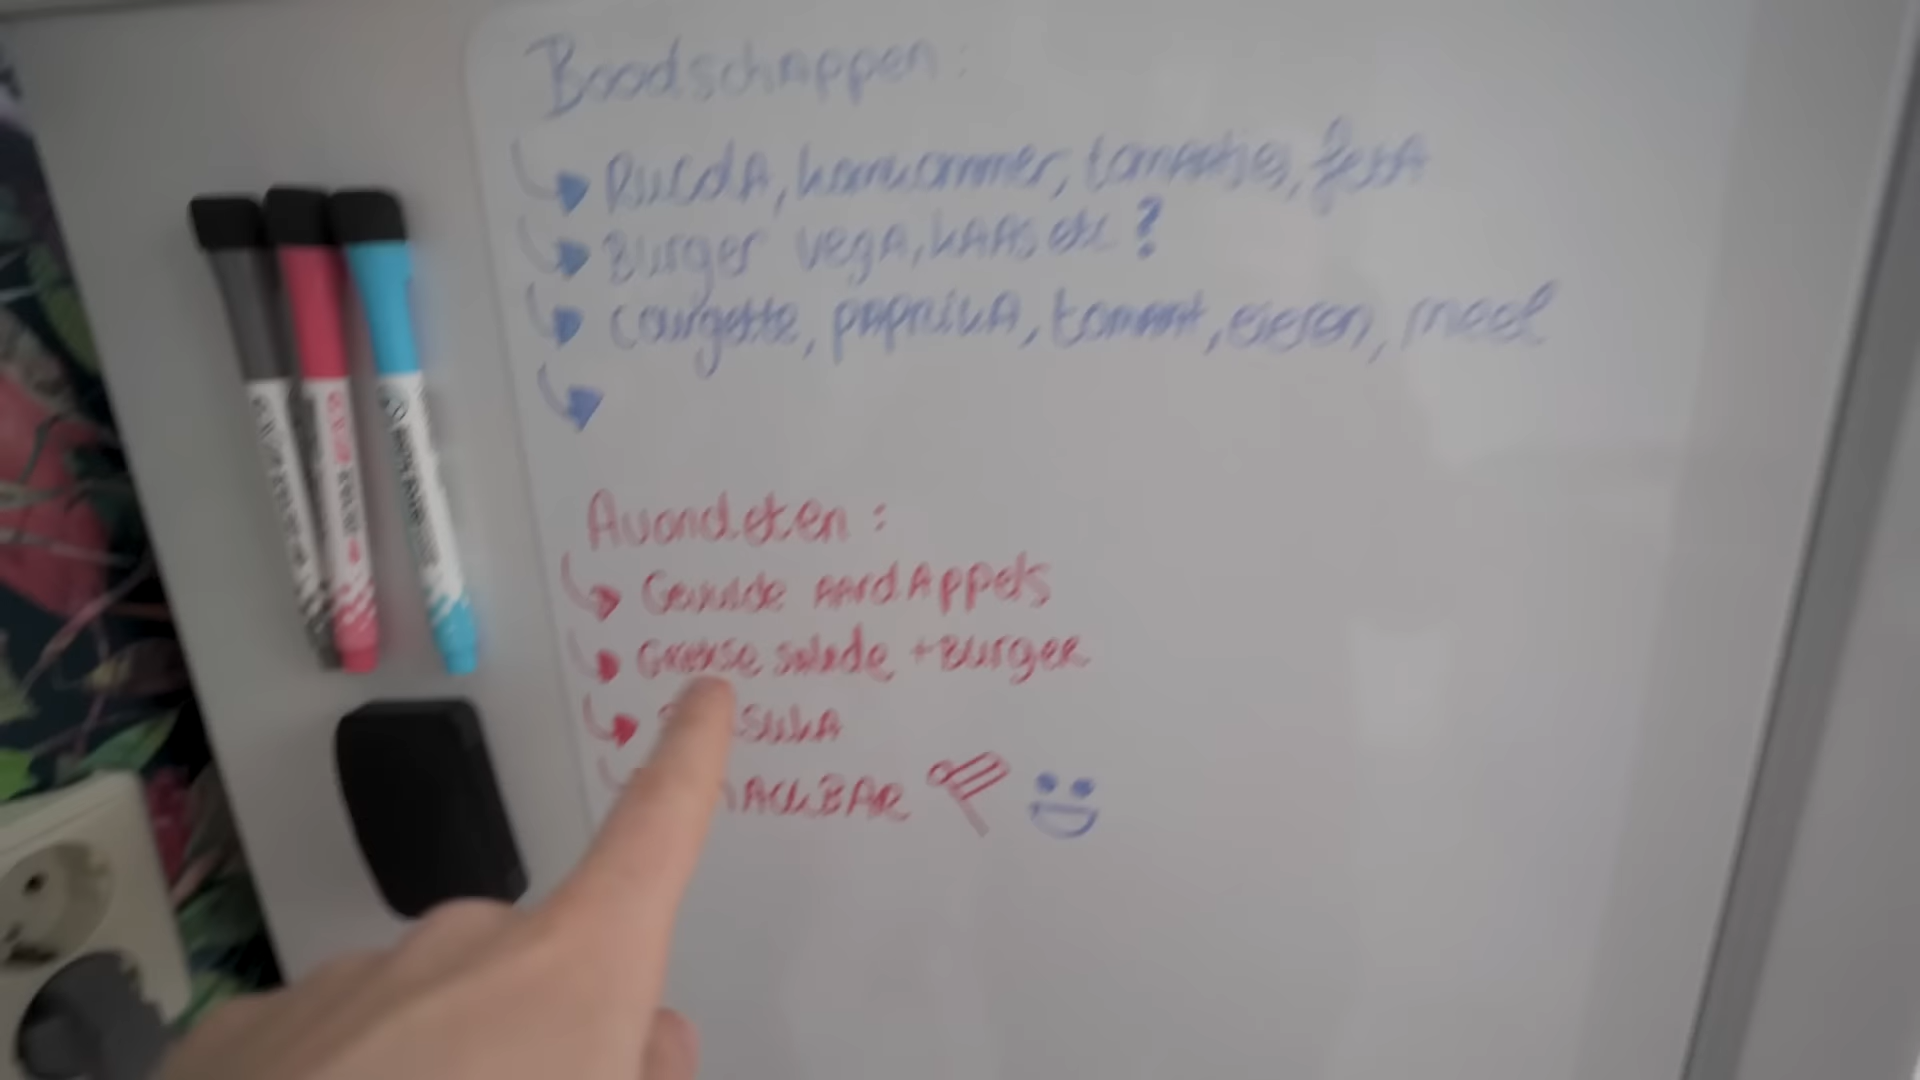 Boodschappen:
Rucola, komkommer, tomaatjes, feta
Burger vega, kaas etc?
Courgette, paprika, tomaat, eieren, meel
Avondeten:
Gevulde aardappels
Griekse salade + Burger